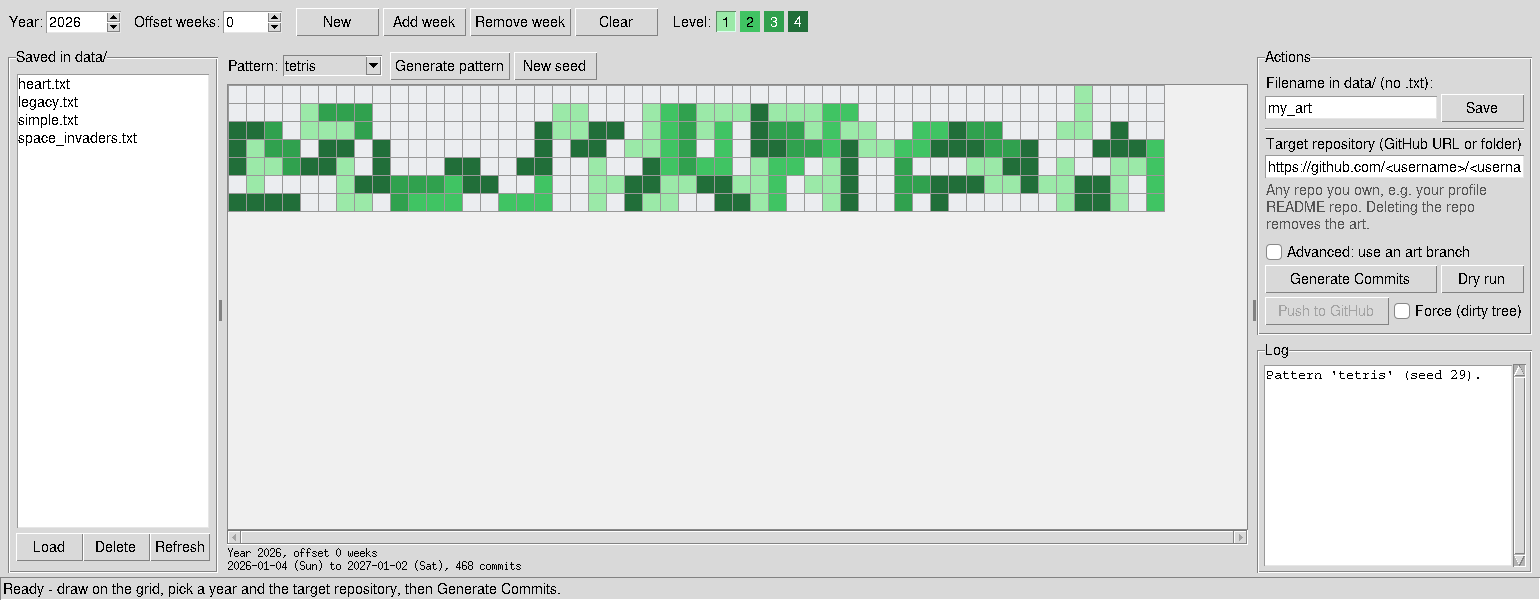 Year: 2026 Offset weeks: 0 New Add week Remove week Clear Level: 1 2 3 4
Saved in data/
heart.txt
legacy.txt
simple.txt
space_invaders.txt
Load Delete Refresh
Pattern: tetris Generate pattern New seed
Year 2026, offset 0 weeks
2026-01-04 (Sun) to 2027-01-02 (Sat), 468 commits
Actions
Filename in data/ (no .txt):
my_art Save
Target repository (GitHub URL or folder)
https://github.com/<username>/<userna
Any repo you own, e.g. your profile
README repo. Deleting the repo
removes the art.
Advanced: use an art branch
Generate Commits Dry run
Push to GitHub Force (dirty tree)
Log
Pattern 'tetris' (seed 29).
Ready - draw on the grid, pick a year and the target repository, then Generate Commits.